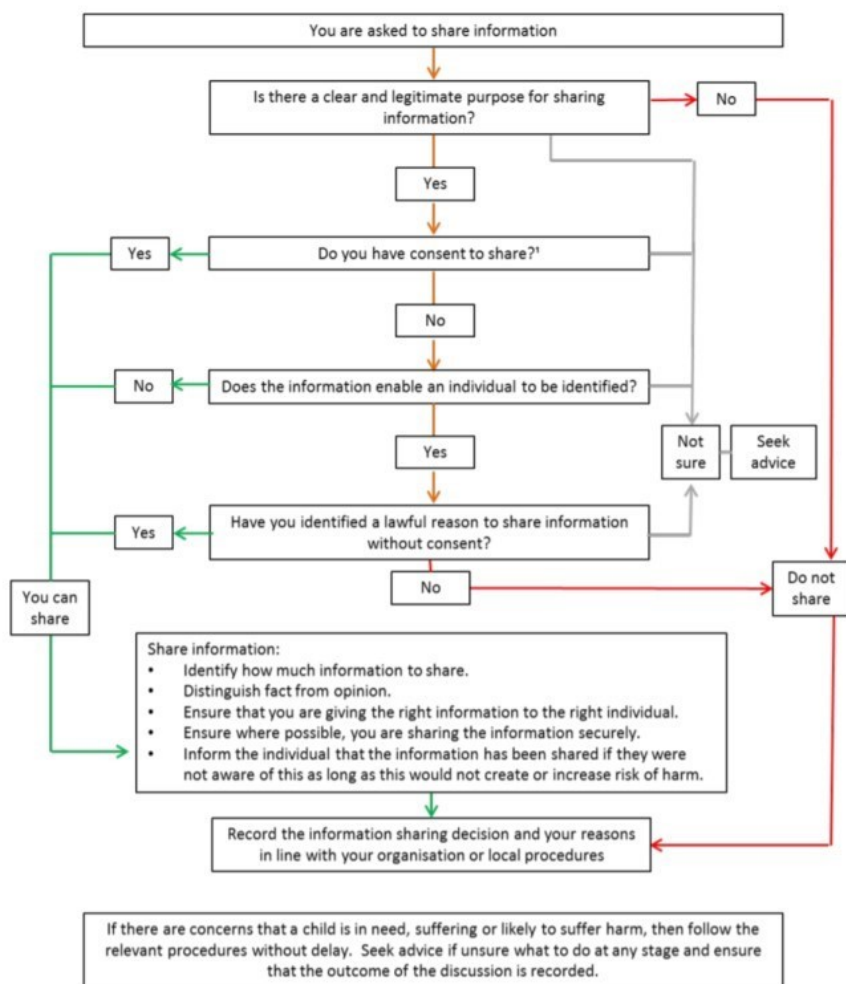 You are asked to share information
Is there a clear and legitimate purpose for sharing
information?
No
Yes
Yes
Do you have consent to share?¹
No
No
Does the information enable an individual to be identified?
Yes
Not
sure
Seek
advice
Yes
Have you identified a lawful reason to share information
without consent?
No
Do not
share
You can
share
Share information:
• Identify how much information to share.
• Distinguish fact from opinion.
• Ensure that you are giving the right information to the right individual.
• Ensure where possible, you are sharing the information securely.
• Inform the individual that the information has been shared if they were
not aware of this as long as this would not create or increase risk of harm.
Record the information sharing decision and your reasons
in line with your organisation or local procedures
If there are concerns that a child is in need, suffering or likely to suffer harm, then follow the
relevant procedures without delay. Seek advice if unsure what to do at any stage and ensure
that the outcome of the discussion is recorded.